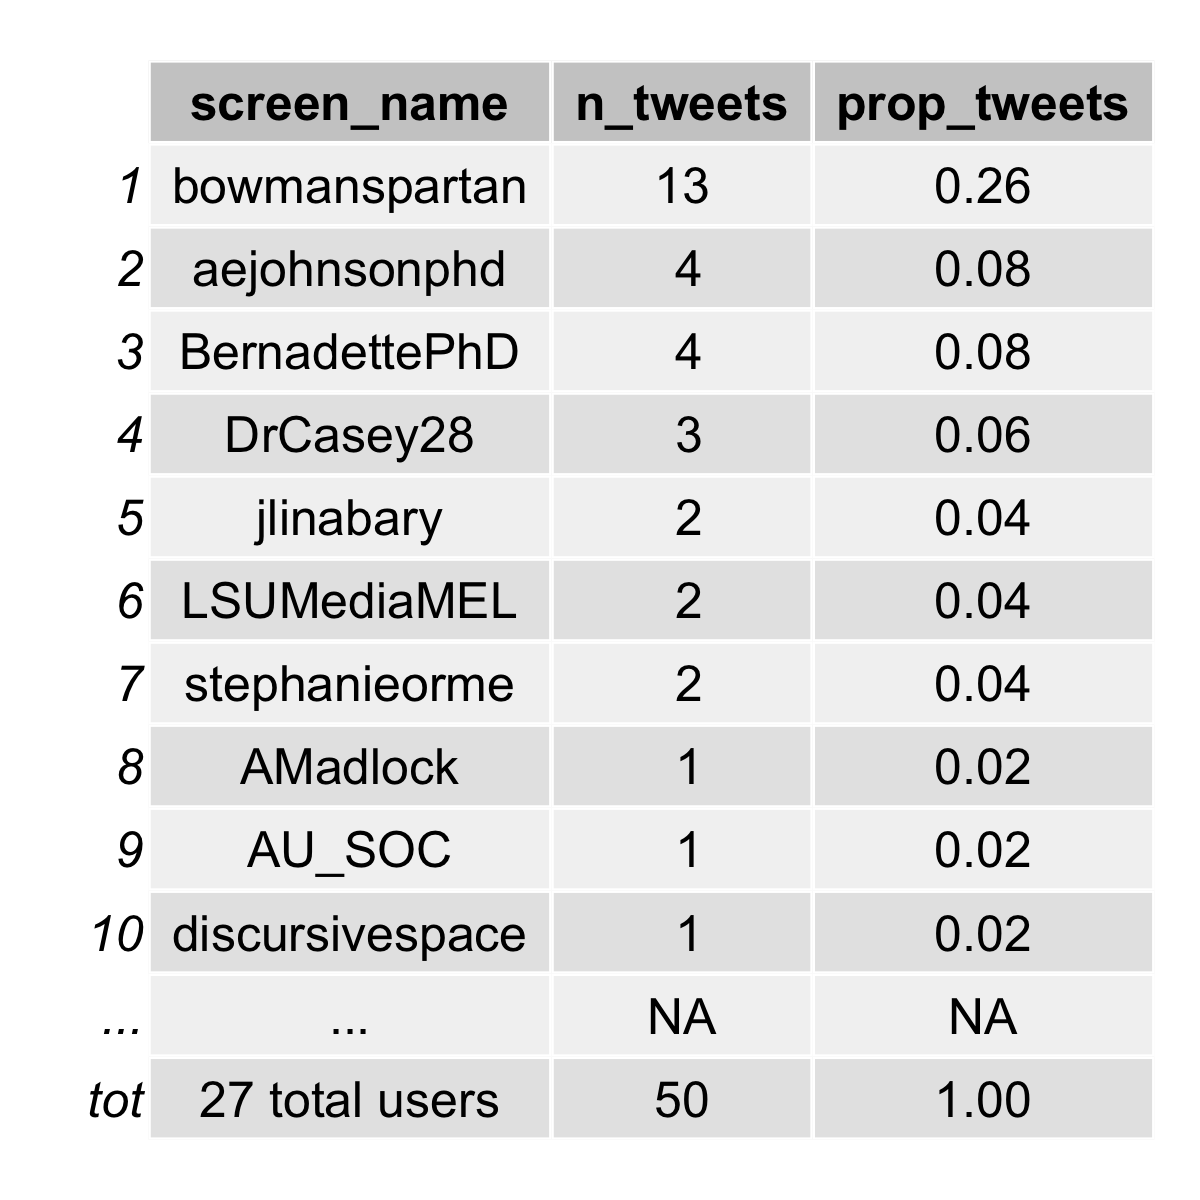 screen_name n_tweets prop_tweets
1 bowmanspartan 13 0.26
2 aejohnsonphd 4 0.08
3 BernadettePhD 4 0.08
4 DrCasey28 3 0.06
5 jlinabary 2 0.04
6 LSUMediaMEL 2 0.04
7 stephanieorme 2 0.04
8 AMadlock 1 0.02
9 AU_SOC 1 0.02
10 discursivespace 1 0.02
... ... NA NA
tot 27 total users 50 1.00